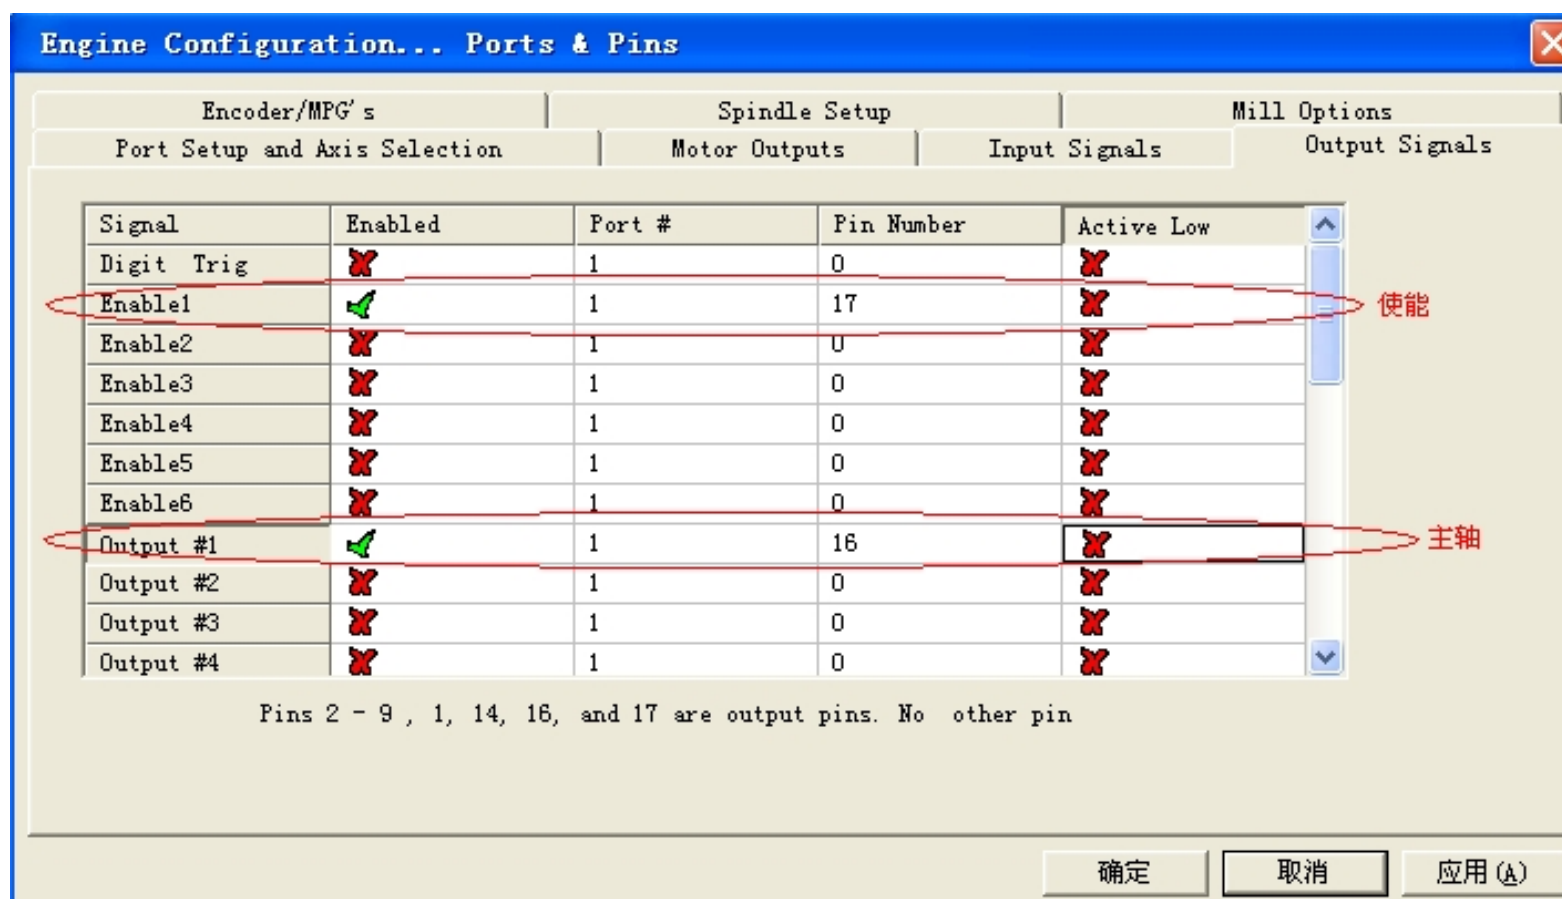 Engine Configuration... Ports & Pins
Encoder/MPG's Spindle Setup Mill Options
Port Setup and Axis Selection Motor Outputs Input Signals Output Signals
Signal Enabled Port # Pin Number Active Low
Digit Trig 1 0
Enable1 1 17 使能
Enable2 1 0
Enable3 1 0
Enable4 1 0
Enable5 1 0
Enable6 1 0
Output #1 1 16 主轴
Output #2 1 0
Output #3 1 0
Output #4 1 0
Pins 2 - 9 , 1, 14, 16, and 17 are output pins. No other pin
确定 取消 应用(A)